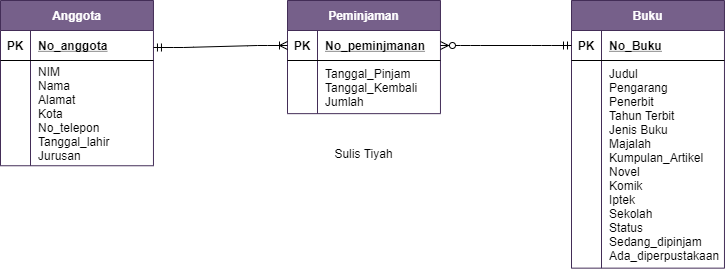 Anggota
PK No_anggota
NIM
Nama
Alamat
Kota
No_telepon
Tanggal_lahir
Jurusan
Peminjaman
PK No_peminjmanan
Tanggal_Pinjam
Tanggal_Kembali
Jumlah
Sulis Tiyah
Buku
PK No_Buku
Judul
Pengarang
Penerbit
Tahun Terbit
Jenis Buku
Majalah
Kumpulan_Artikel
Novel
Komik
Iptek
Sekolah
Status
Sedang_dipinjam
Ada_diperpustakaan